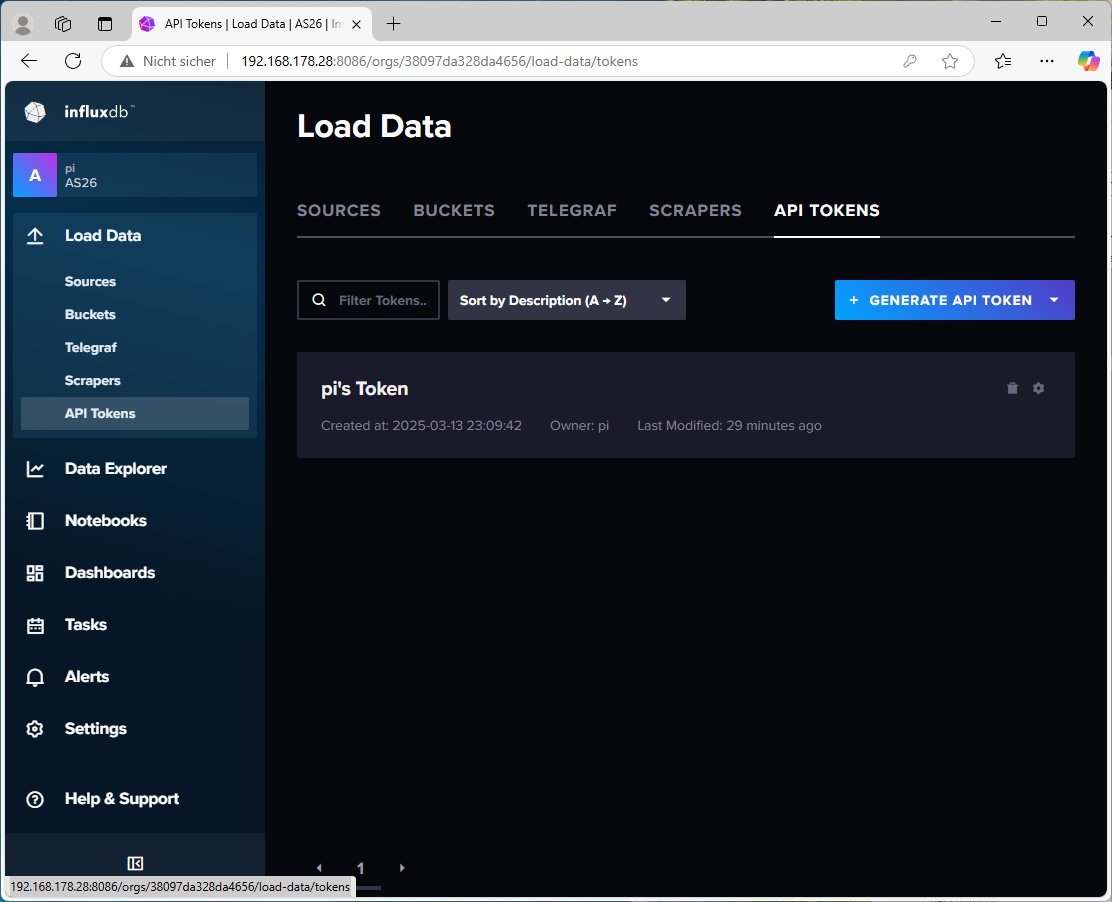 API Tokens | Load Data | AS26 | In
Nicht sicher 192.168.178.28:8086/orgs/38097da328da4656/load-data/tokens
influxdb™
A
pi
AS26
Load Data
Sources
Buckets
Telegraf
Scrapers
API Tokens
Data Explorer
Notebooks
Dashboards
Tasks
Alerts
Settings
Help & Support
Load Data
SOURCES BUCKETS TELEGRAF SCRAPERS API TOKENS
Filter Tokens.. Sort by Description (A → Z) + GENERATE API TOKEN
pi's Token
Created at: 2025-03-13 23:09:42 Owner: pi Last Modified: 29 minutes ago
1
192.168.178.28:8086/orgs/38097da328da4656/load-data/tokens